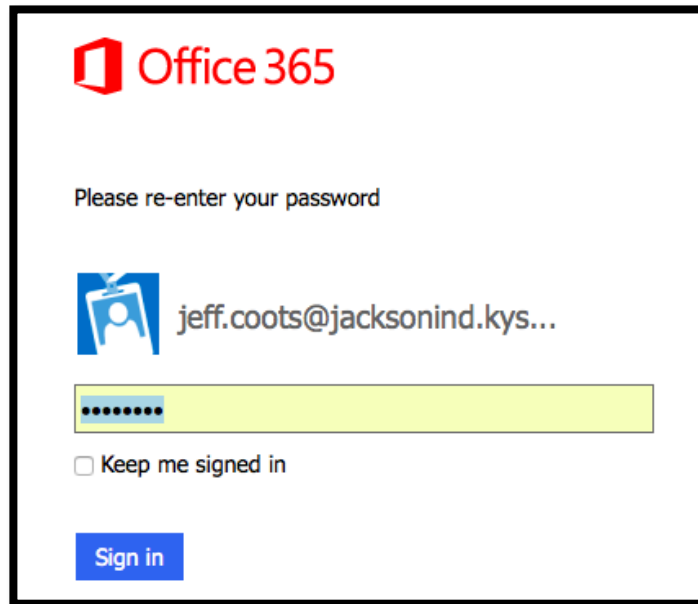 Office 365
Please re-enter your password
jeff.coots@jacksonind.kys...
••••••••
Keep me signed in
Sign in